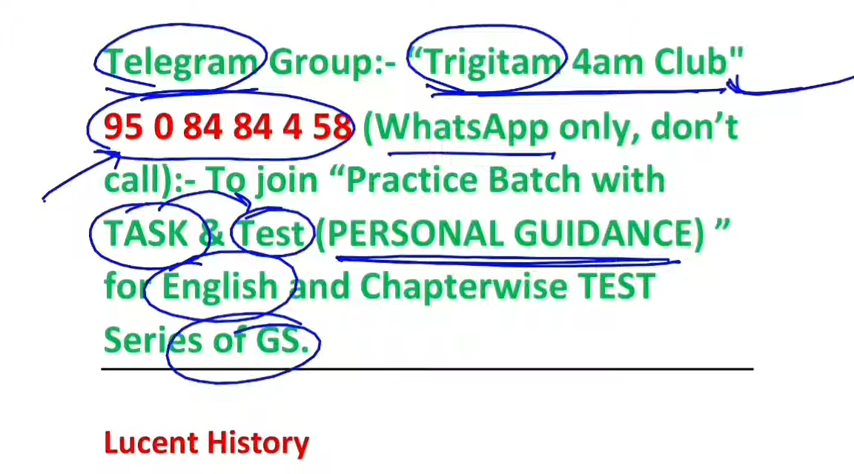 Telegram Group:- “Trigitam 4am Club"
95 0 84 84 4 58 (WhatsApp only, don’t
call):- To join “Practice Batch with
TASK & Test (PERSONAL GUIDANCE) ”
for English and Chapterwise TEST
Series of GS.
Lucent History